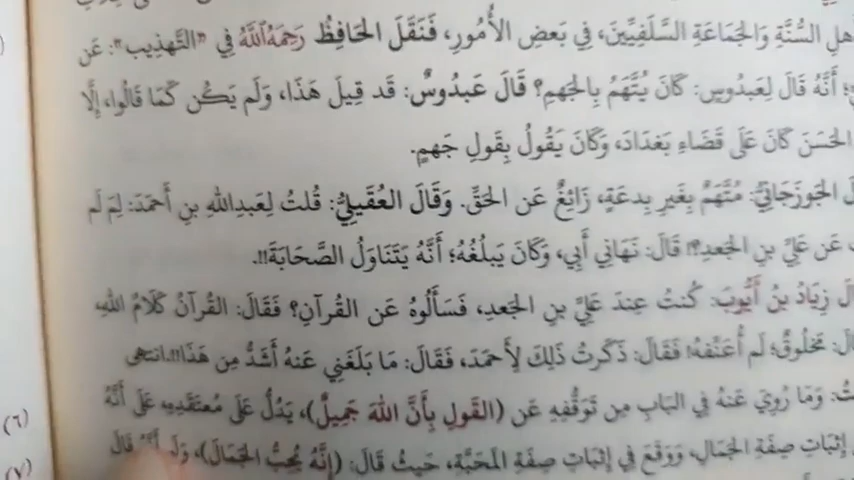 هلِ السُّنَّةِ وَالجَمَاعَةِ السَّلَفِيِّينَ، فِي بَعضِ الأُمُورِ، فَنَقَلَ الحَافِظُ رَحِمَهُ اللَّهُ فِي «التَّهذِيب»: عَن
أَنَّهُ قَالَ لِعَبدُوسٍ: كَانَ يُتَّهَمُ بِالجَهمِ؟ قَالَ عَبدُوسٌ: قَد قِيلَ هَذَا، وَلَم يَكُن كَمَا قَالُوا، إِلَّا
الحَسَنَ كَانَ عَلَى قَضَاءِ بَغدَادَ، وَكَانَ يَقُولُ بِقَولِ جَهمٍ.
الجَوزَجَانِيُّ: مُتَّهَمٌ بِغَيرِ بِدعَةٍ، زَائِغٌ عَنِ الحَقِّ. وَقَالَ العُقَيلِيُّ: قُلتُ لِعَبدِاللهِ بنِ أَحمَدَ: لِمَ لَم
عَن عَلِيِّ بنِ الجَعدِ؟! قَالَ: نَهَانِي أَبِي، وَكَانَ يَبلُغُهُ؛ أَنَّهُ يَتَنَاوَلُ الصَّحَابَةَ!!.
زِيَادُ بنُ أَيُّوبَ: كُنتُ عِندَ عَلِيِّ بنِ الجَعدِ، فَسَأَلُوهُ عَنِ القُرآنِ؟ فَقَالَ: القُرآنُ كَلَامُ اللهِ،
مَخلُوقٌ؛ لَم أُعَنِّفهُ! فَقَالَ: ذَكَرتُ ذَلِكَ لِأَحمَدَ، فَقَالَ: مَا بَلَغَنِي عَنهُ أَشَدُّ مِن هَذَا!!. انتهى
وَمَا رُوِيَ عَنهُ فِي البَابِ مِن تَوَقُّفِهِ عَنِ (القَولِ بِأَنَّ اللهَ جَمِيلٌ)، يَدُلُّ عَلَى مُعتَقَدِهِ عَلَى أَنَّهُ
إِثبَاتِ صِفَةِ الجَمَالِ، وَوَقَعَ فِي إِثبَاتِ صِفَةِ المَحَبَّةِ، حَيثُ قَالَ: (إِنَّهُ يُحِبُّ الجَمَالَ)، قَالَ
(٦)
(٧)